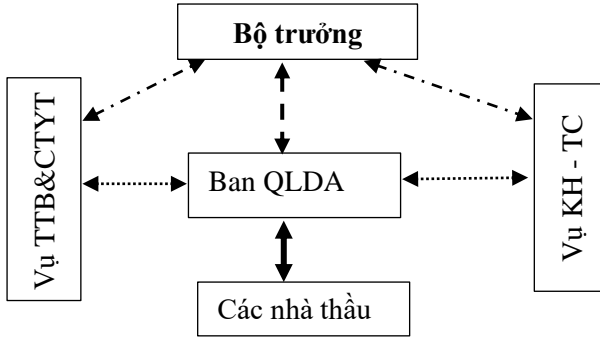 Bộ trưởng
Vụ TTB&CTYT
Ban QLDA
Vụ KH - TC
Các nhà thầu